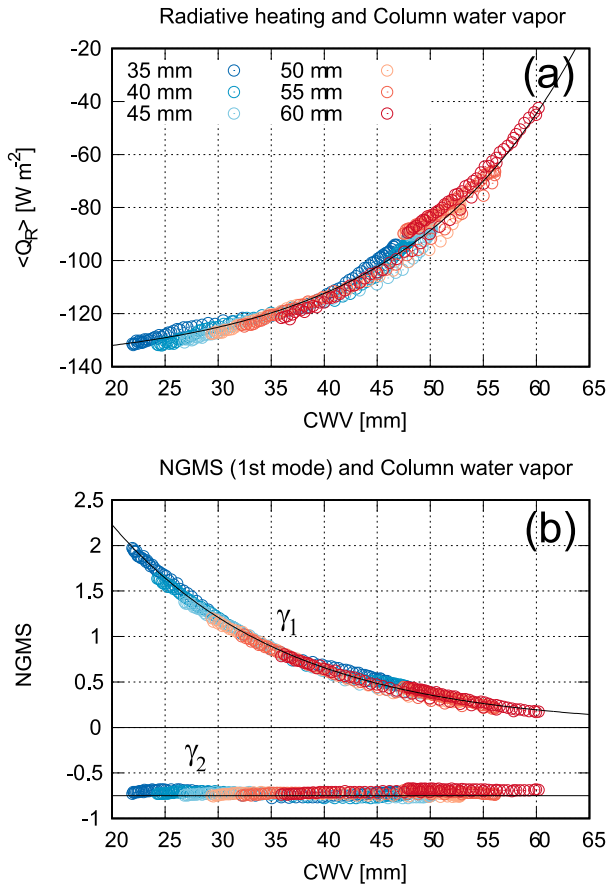 Radiative heating and Column water vapor
(a)
35 mm 50 mm
40 mm 55 mm
45 mm 60 mm
<Q_R> [W m-2]
-20
-40
-60
-80
-100
-120
-140
20 25 30 35 40 45 50 55 60 65
CWV [mm]
NGMS (1st mode) and Column water vapor
(b)
NGMS
2.5
2
1.5
1
0.5
0
-0.5
-1
γ1
γ2
20 25 30 35 40 45 50 55 60 65
CWV [mm]